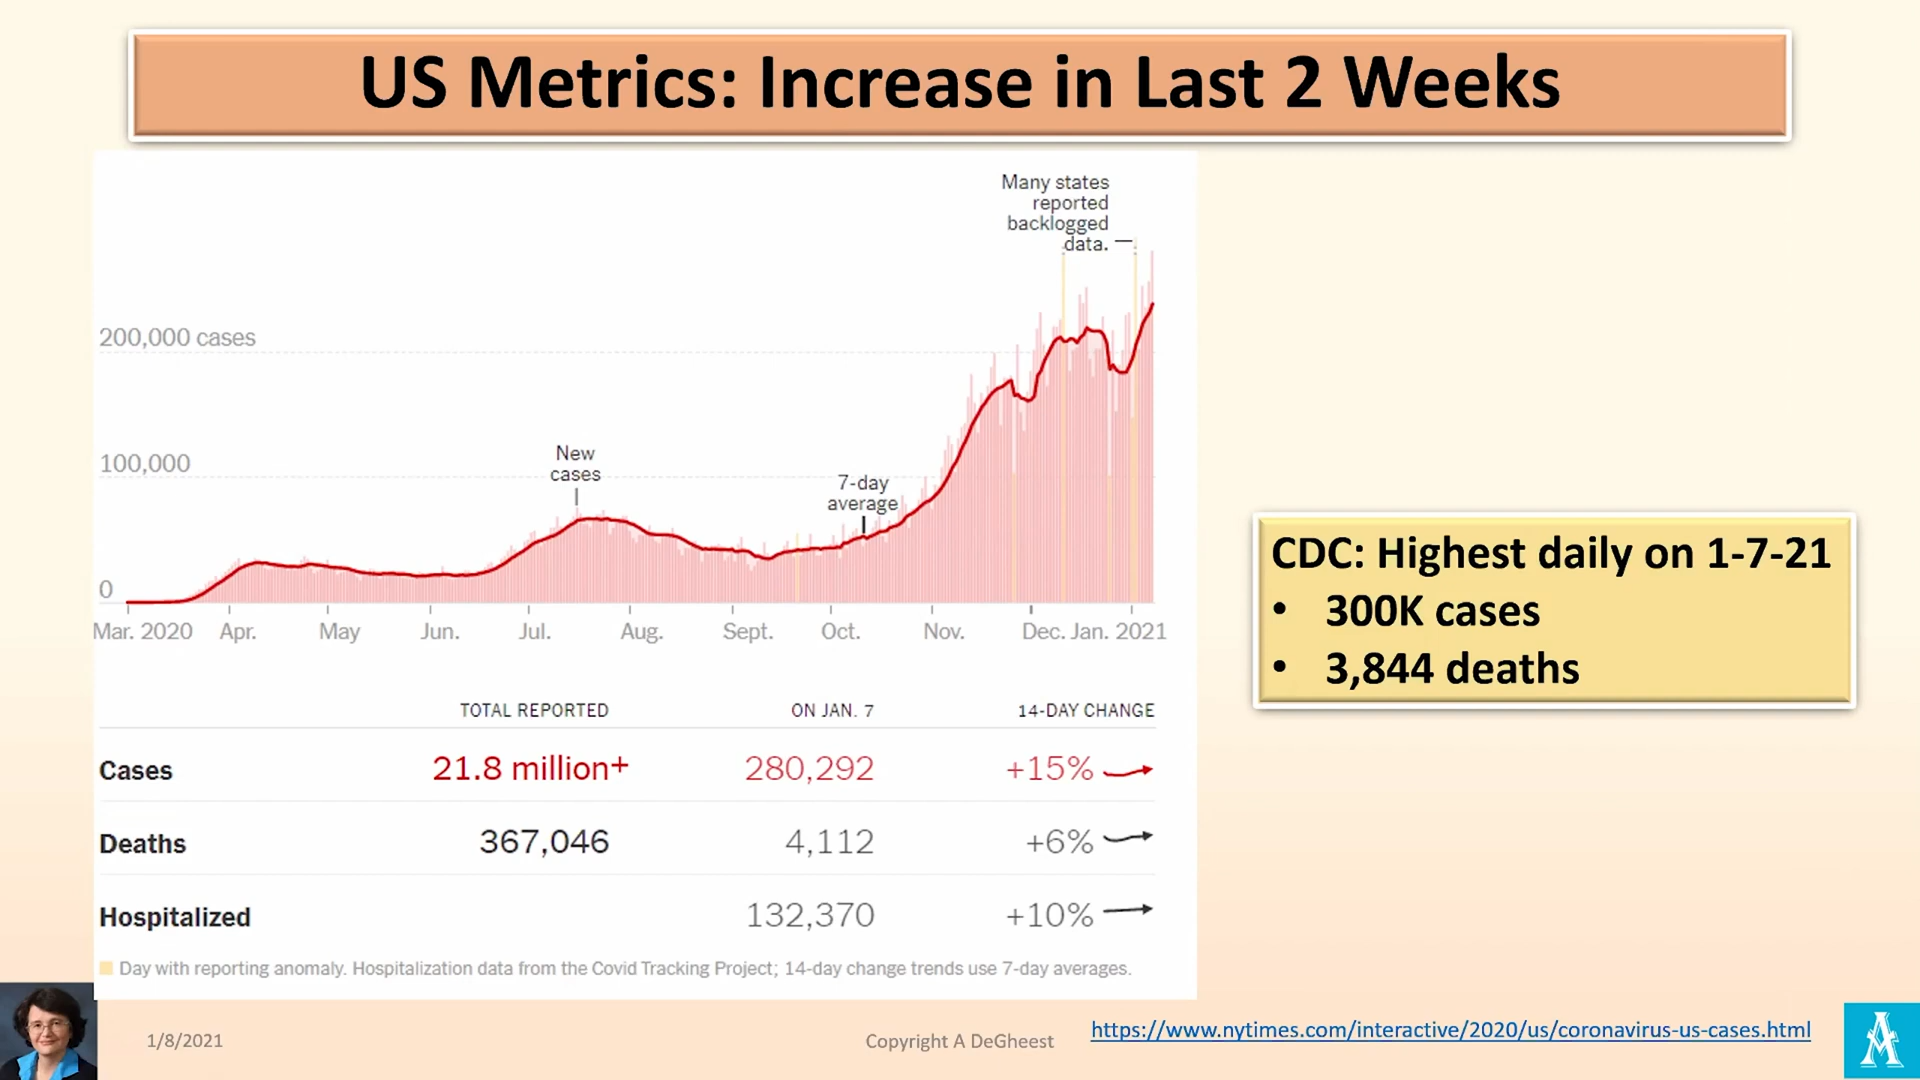 US Metrics: Increase in Last 2 Weeks
Many states
reported
backlogged
data.
200,000 cases
100,000
0
New
cases
7-day
average
Mar. 2020 Apr. May Jun. Jul. Aug. Sept. Oct. Nov. Dec. Jan. 2021
CDC: Highest daily on 1-7-21
• 300K cases
• 3,844 deaths
TOTAL REPORTED ON JAN. 7 14-DAY CHANGE
Cases 21.8 million+ 280,292 +15%
Deaths 367,046 4,112 +6%
Hospitalized 132,370 +10%
Day with reporting anomaly. Hospitalization data from the Covid Tracking Project; 14-day change trends use 7-day averages.
1/8/2021
Copyright A DeGheest
https://www.nytimes.com/interactive/2020/us/coronavirus-us-cases.html
A